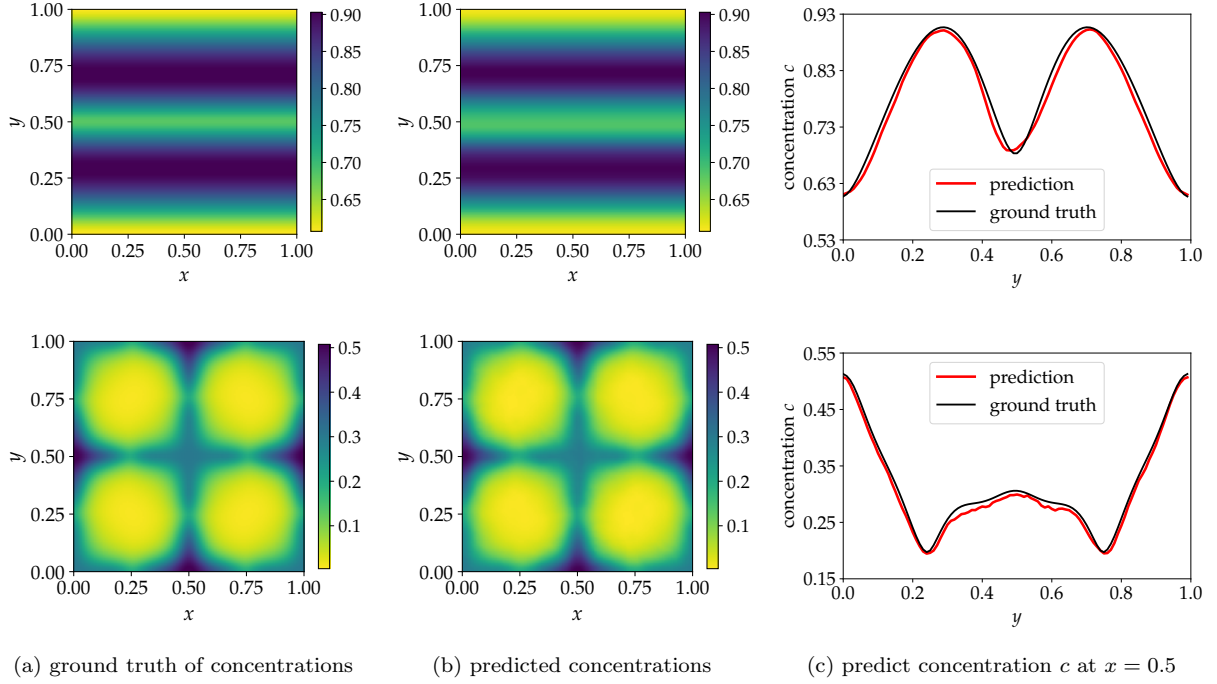 1.00
0.75
0.50
0.25
0.00
y
0.00 0.25 0.50 0.75 1.00
x
0.90
0.85
0.80
0.75
0.70
0.65
1.00
0.75
0.50
0.25
0.00
y
0.00 0.25 0.50 0.75 1.00
x
0.90
0.85
0.80
0.75
0.70
0.65
0.93
0.83
0.73
0.63
0.53
concentration c
prediction
ground truth
0.0 0.2 0.4 0.6 0.8 1.0
y
1.00
0.75
0.50
0.25
0.00
y
0.00 0.25 0.50 0.75 1.00
x
0.5
0.4
0.3
0.2
0.1
1.00
0.75
0.50
0.25
0.00
y
0.00 0.25 0.50 0.75 1.00
x
0.5
0.4
0.3
0.2
0.1
0.55
0.45
0.35
0.25
0.15
concentration c
prediction
ground truth
0.0 0.2 0.4 0.6 0.8 1.0
y
(a) ground truth of concentrations
(b) predicted concentrations
(c) predict concentration c at x = 0.5